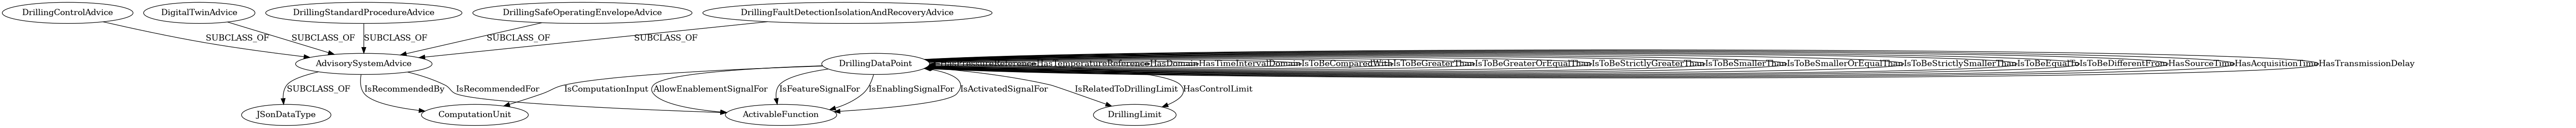 DrillingControlAdvice
DigitalTwinAdvice
DrillingStandardProcedureAdvice
DrillingSafeOperatingEnvelopeAdvice
DrillingFaultDetectionIsolationAndRecoveryAdvice
SUBCLASS_OF
SUBCLASS_OF
SUBCLASS_OF
SUBCLASS_OF
SUBCLASS_OF
AdvisorySystemAdvice
DrillingDataPoint
HasPressureReference
HasTemperatureReference
HasDomain
HasTimeIntervalDomain
IsToBeComparedWith
IsToBeGreaterThan
IsToBeGreaterOrEqualThan
IsToBeStrictlyGreaterThan
IsToBeSmallerThan
IsToBeSmallerOrEqualThan
IsToBeStrictlySmallerThan
IsToBeEqualTo
IsToBeDifferentFrom
HasSourceTime
HasAcquisitionTime
HasTransmissionDelay
SUBCLASS_OF
IsRecommendedBy
IsRecommendedFor
IsComputationInput
AllowEnablementSignalFor
IsFeatureSignalFor
IsEnablingSignalFor
IsActivatedSignalFor
IsRelatedToDrillingLimit
HasControlLimit
JSonDataType
ComputationUnit
ActivableFunction
DrillingLimit